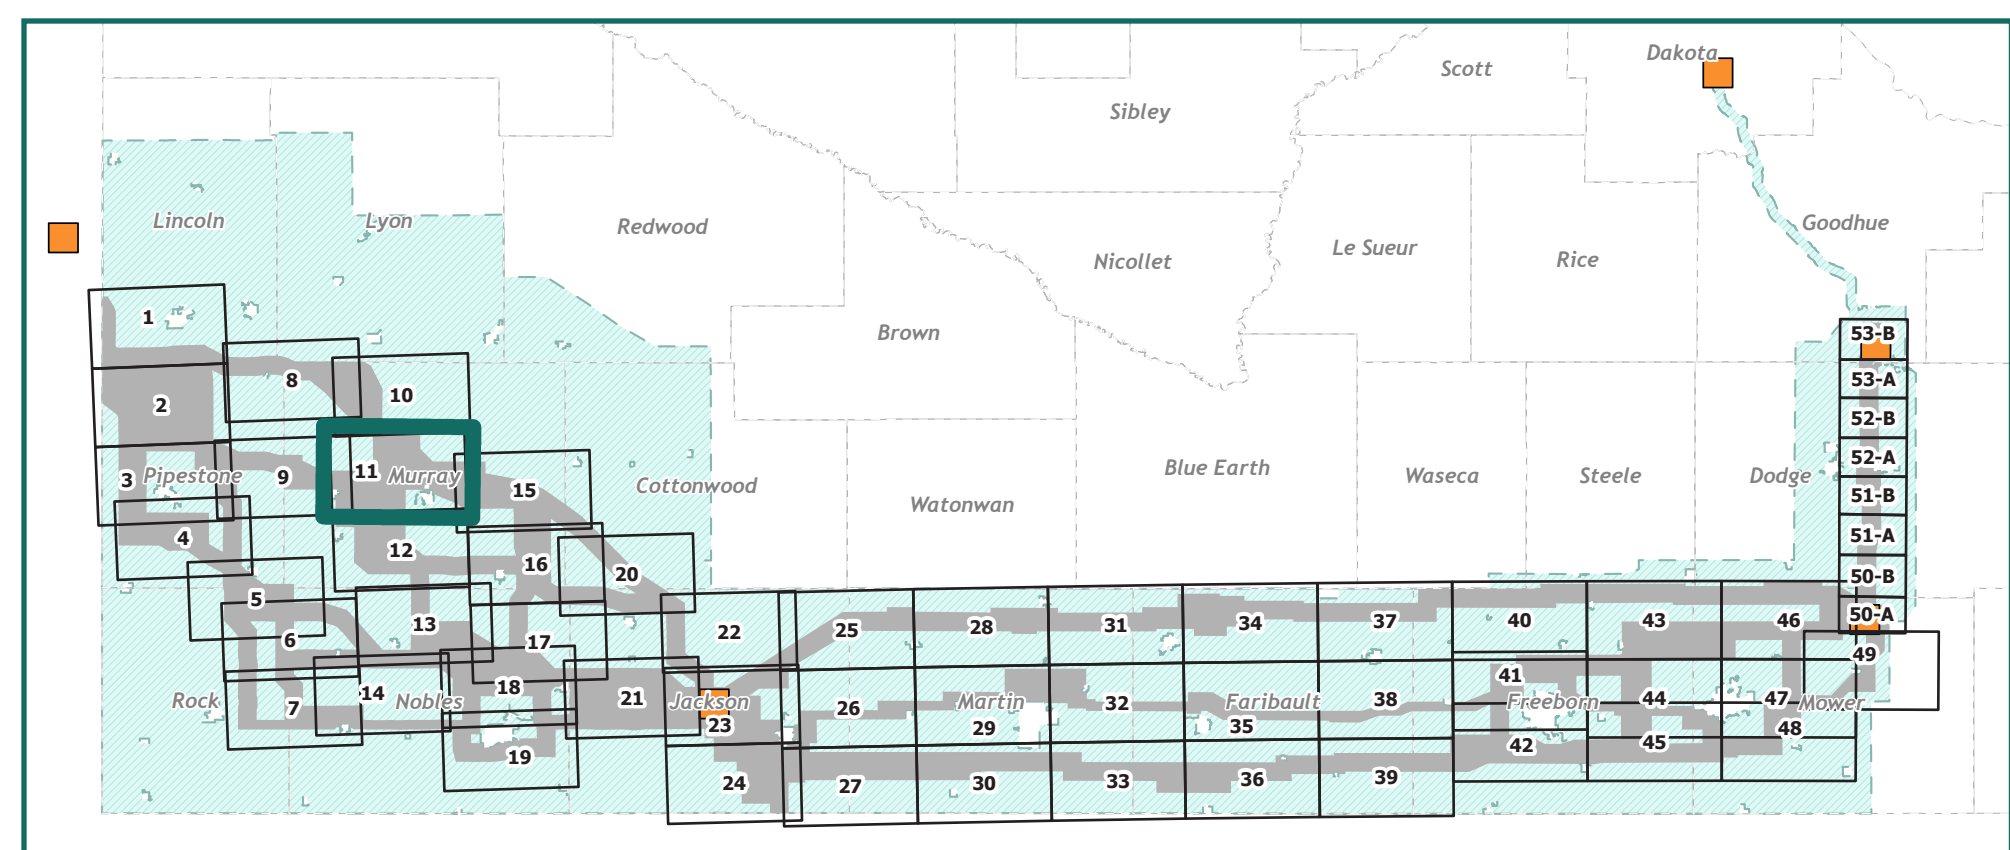 Dakota
Scott
Sibley
Lincoln
Lyon
Redwood
Goodhue
Le Sueur
Rice
Nicollet
1
Brown
53-B
8
53-A
10
2
52-B
52-A
11
Murray
Pipestone
9
3
Cottonwood
15
Blue Earth
Waseca
Steele
Dodge
51-B
Watonwan
4
51-A
12
16
20
50-B
5
50-A
6
13
17
22
25
28
31
34
37
40
43
46
49
Rock
7
14
Nobles
18
21
Jackson
23
26
Martin
29
32
Faribault
35
38
41
Freeborn
44
47
Mower
48
19
24
27
30
33
36
39
42
45